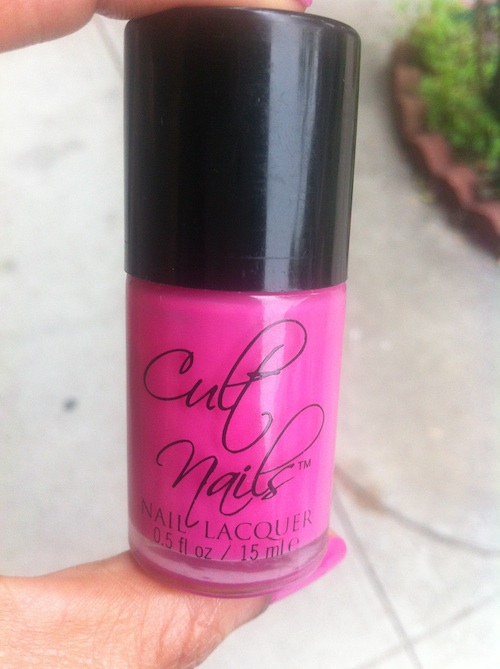 Cult
Nails™
NAIL LACQUER
0.5 fl oz / 15 ml ℮